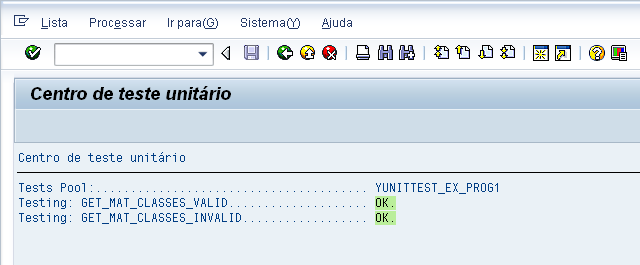 Lista Processar Ir para(G) Sistema(Y) Ajuda
Centro de teste unitário
Centro de teste unitário
Tests Pool:....................................... YUNITTEST_EX_PROG1
Testing: GET_MAT_CLASSES_VALID.................... OK.
Testing: GET_MAT_CLASSES_INVALID.................. OK.